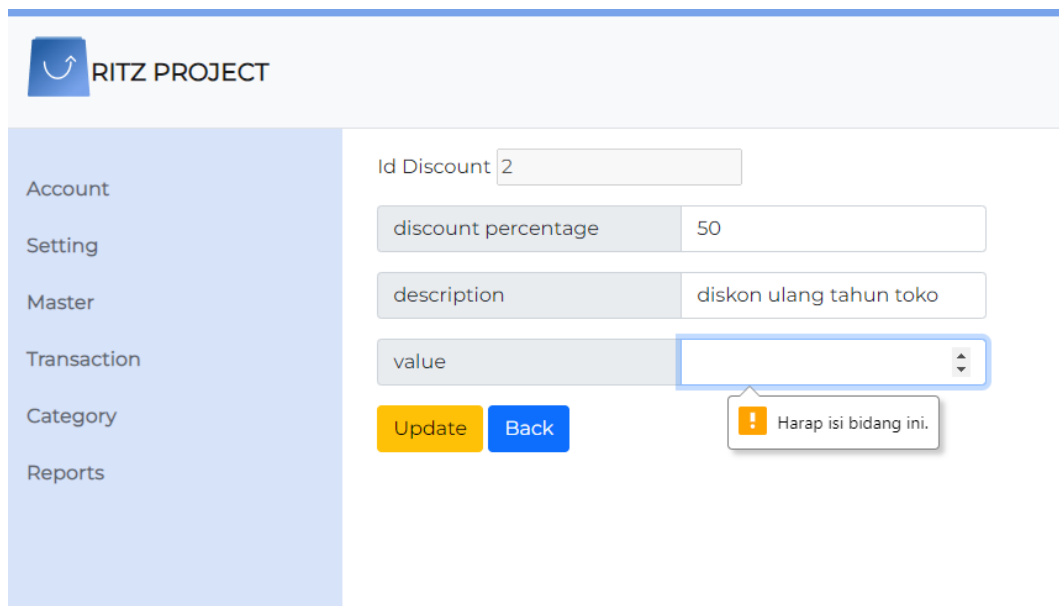 RITZ PROJECT
Account
Setting
Master
Transaction
Category
Reports
Id Discount 2
discount percentage 50
description diskon ulang tahun toko
value
Update Back
Harap isi bidang ini.